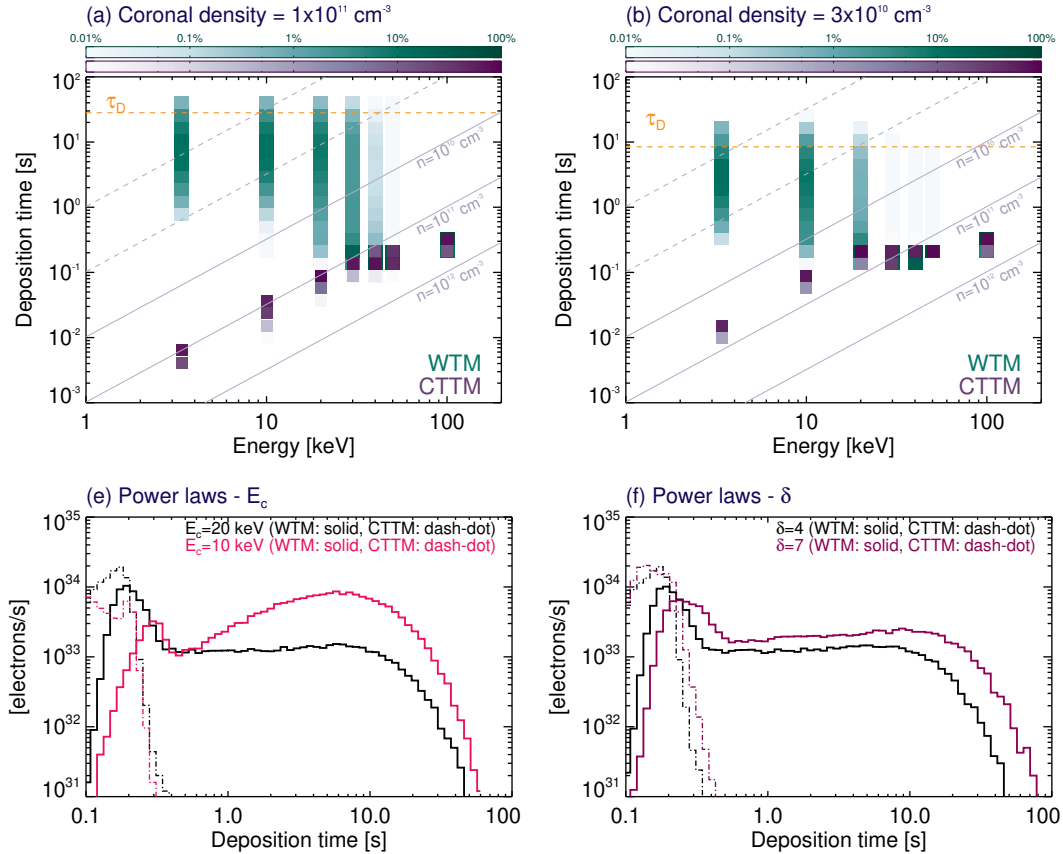 (a) Coronal density = 1x10¹¹ cm⁻³
0.01% 0.1% 1% 10% 100%
10²
10¹
10⁰
10⁻¹
10⁻²
10⁻³
Deposition time [s]
τ_D
n=10¹⁰ cm⁻³
n=10¹¹ cm⁻³
n=10¹² cm⁻³
WTM
CTTM
1 10 100
Energy [keV]
(b) Coronal density = 3x10¹⁰ cm⁻³
0.01% 0.1% 1% 10% 100%
10²
10¹
10⁰
10⁻¹
10⁻²
10⁻³
Deposition time [s]
τ_D
n=10¹⁰ cm⁻³
n=10¹¹ cm⁻³
n=10¹² cm⁻³
WTM
CTTM
1 10 100
Energy [keV]
(e) Power laws - E_c
E_c=20 keV (WTM: solid, CTTM: dash-dot)
E_c=10 keV (WTM: solid, CTTM: dash-dot)
10³⁵
10³⁴
10³³
10³²
10³¹
[electrons/s]
0.1 1.0 10.0 100
Deposition time [s]
(f) Power laws - δ
δ=4 (WTM: solid, CTTM: dash-dot)
δ=7 (WTM: solid, CTTM: dash-dot)
10³⁵
10³⁴
10³³
10³²
10³¹
[electrons/s]
0.1 1.0 10.0 100
Deposition time [s]